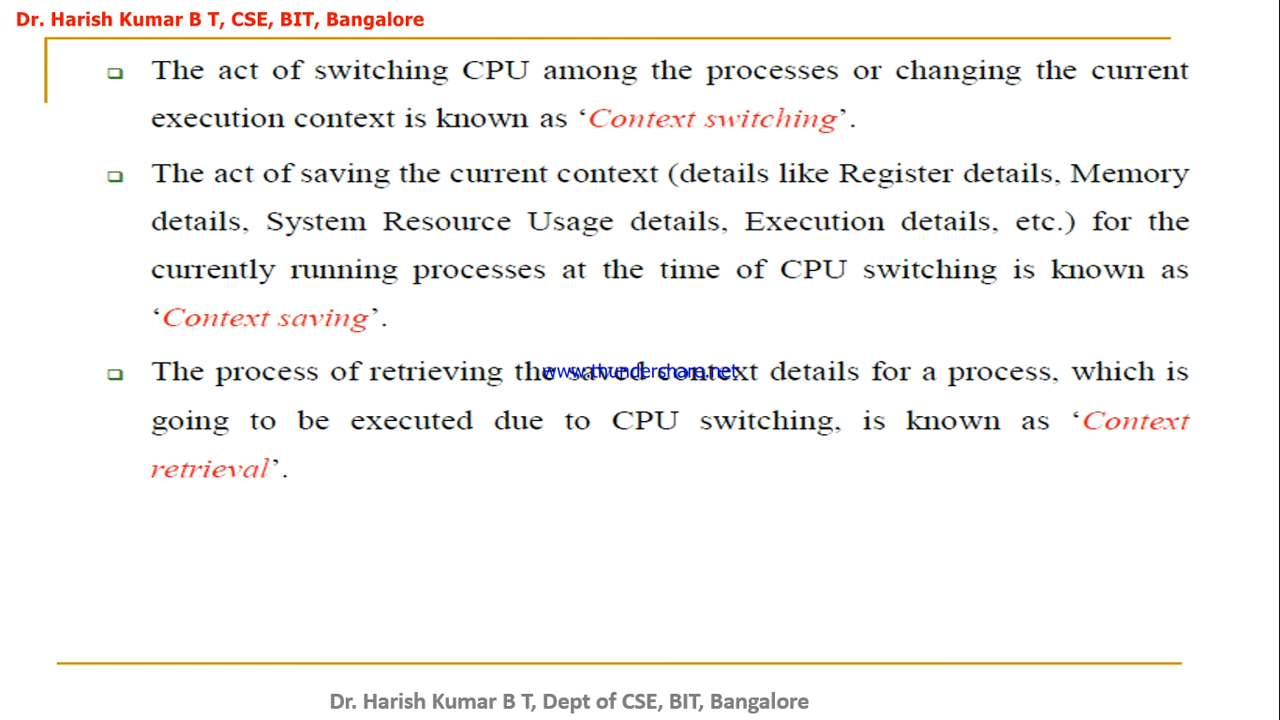 Dr. Harish Kumar B T, CSE, BIT, Bangalore
The act of switching CPU among the processes or changing the current
execution context is known as ‘Context switching’.
The act of saving the current context (details like Register details, Memory
details, System Resource Usage details, Execution details, etc.) for the
currently running processes at the time of CPU switching is known as
‘Context saving’.
The process of retrieving the saved context details for a process, which is
www.thundershare.net
going to be executed due to CPU switching, is known as ‘Context
retrieval’.
Dr. Harish Kumar B T, Dept of CSE, BIT, Bangalore